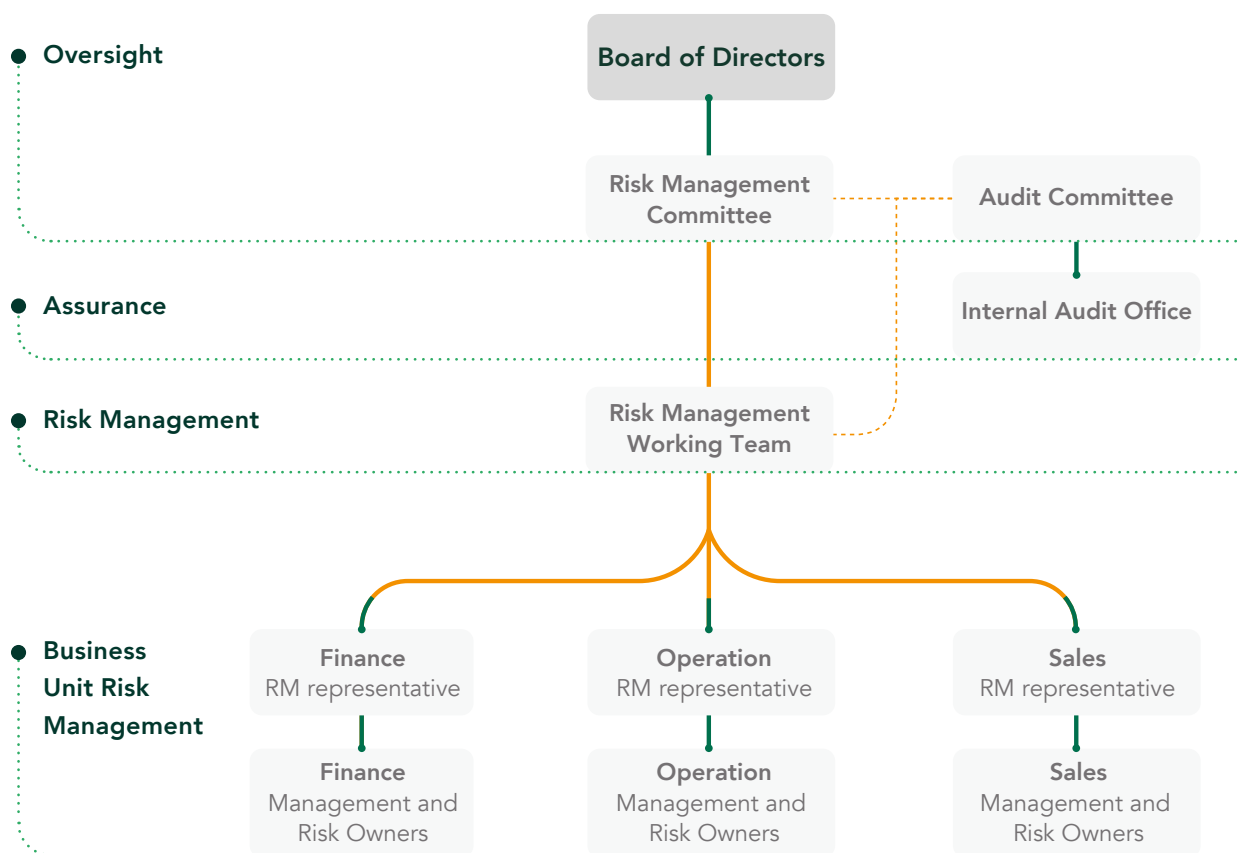 Oversight
Board of Directors
Risk Management
Committee
Audit Committee
Assurance
Internal Audit Office
Risk Management
Risk Management
Working Team
Business
Unit Risk
Management
Finance
RM representative
Operation
RM representative
Sales
RM representative
Finance
Management and
Risk Owners
Operation
Management and
Risk Owners
Sales
Management and
Risk Owners